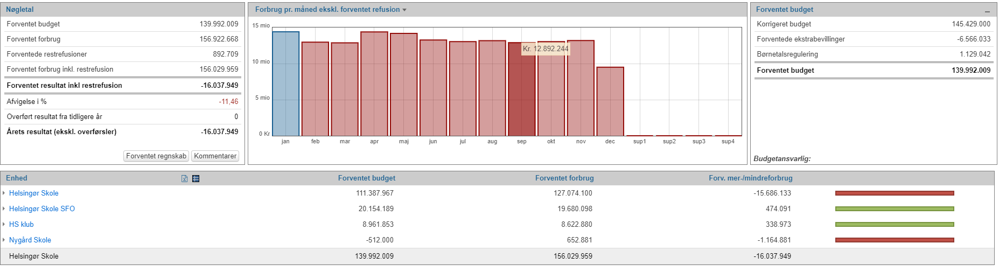 Nøgletal
Forventet budget 139.992.009
Forventet forbrug 156.922.668
Forventede restrefusioner 892.709
Forventet forbrug inkl. restrefusion 156.029.959
Forventet resultat inkl restrefusion -16.037.949
Afvigelse i % -11,46
Overført resultat fra tidligere år 0
Årets resultat (ekskl. overførsler) -16.037.949
Forventet regnskab Kommentarer
Forbrug pr. måned ekskl. forventet refusion
15 mio
10 mio
5 mio
0 Kr
Kr. 12.892.244
jan feb mar apr maj jun jul aug sep okt nov dec sup1 sup2 sup3 sup4
Forventet budget
Korrigeret budget 145.429.000
Forventede ekstrabevillinger -6.566.033
Børnetalsregulering 1.129.042
Forventet budget 139.992.009
Budgetansvarlig:
Enhed Forventet budget Forventet forbrug Forv. mer-/mindreforbrug
Helsingør Skole 111.387.967 127.074.100 -15.686.133
Helsingør Skole SFO 20.154.189 19.680.098 474.091
HS klub 8.961.853 8.622.880 338.973
Nygård Skole -512.000 652.881 -1.164.881
Helsingør Skole 139.992.009 156.029.959 -16.037.949